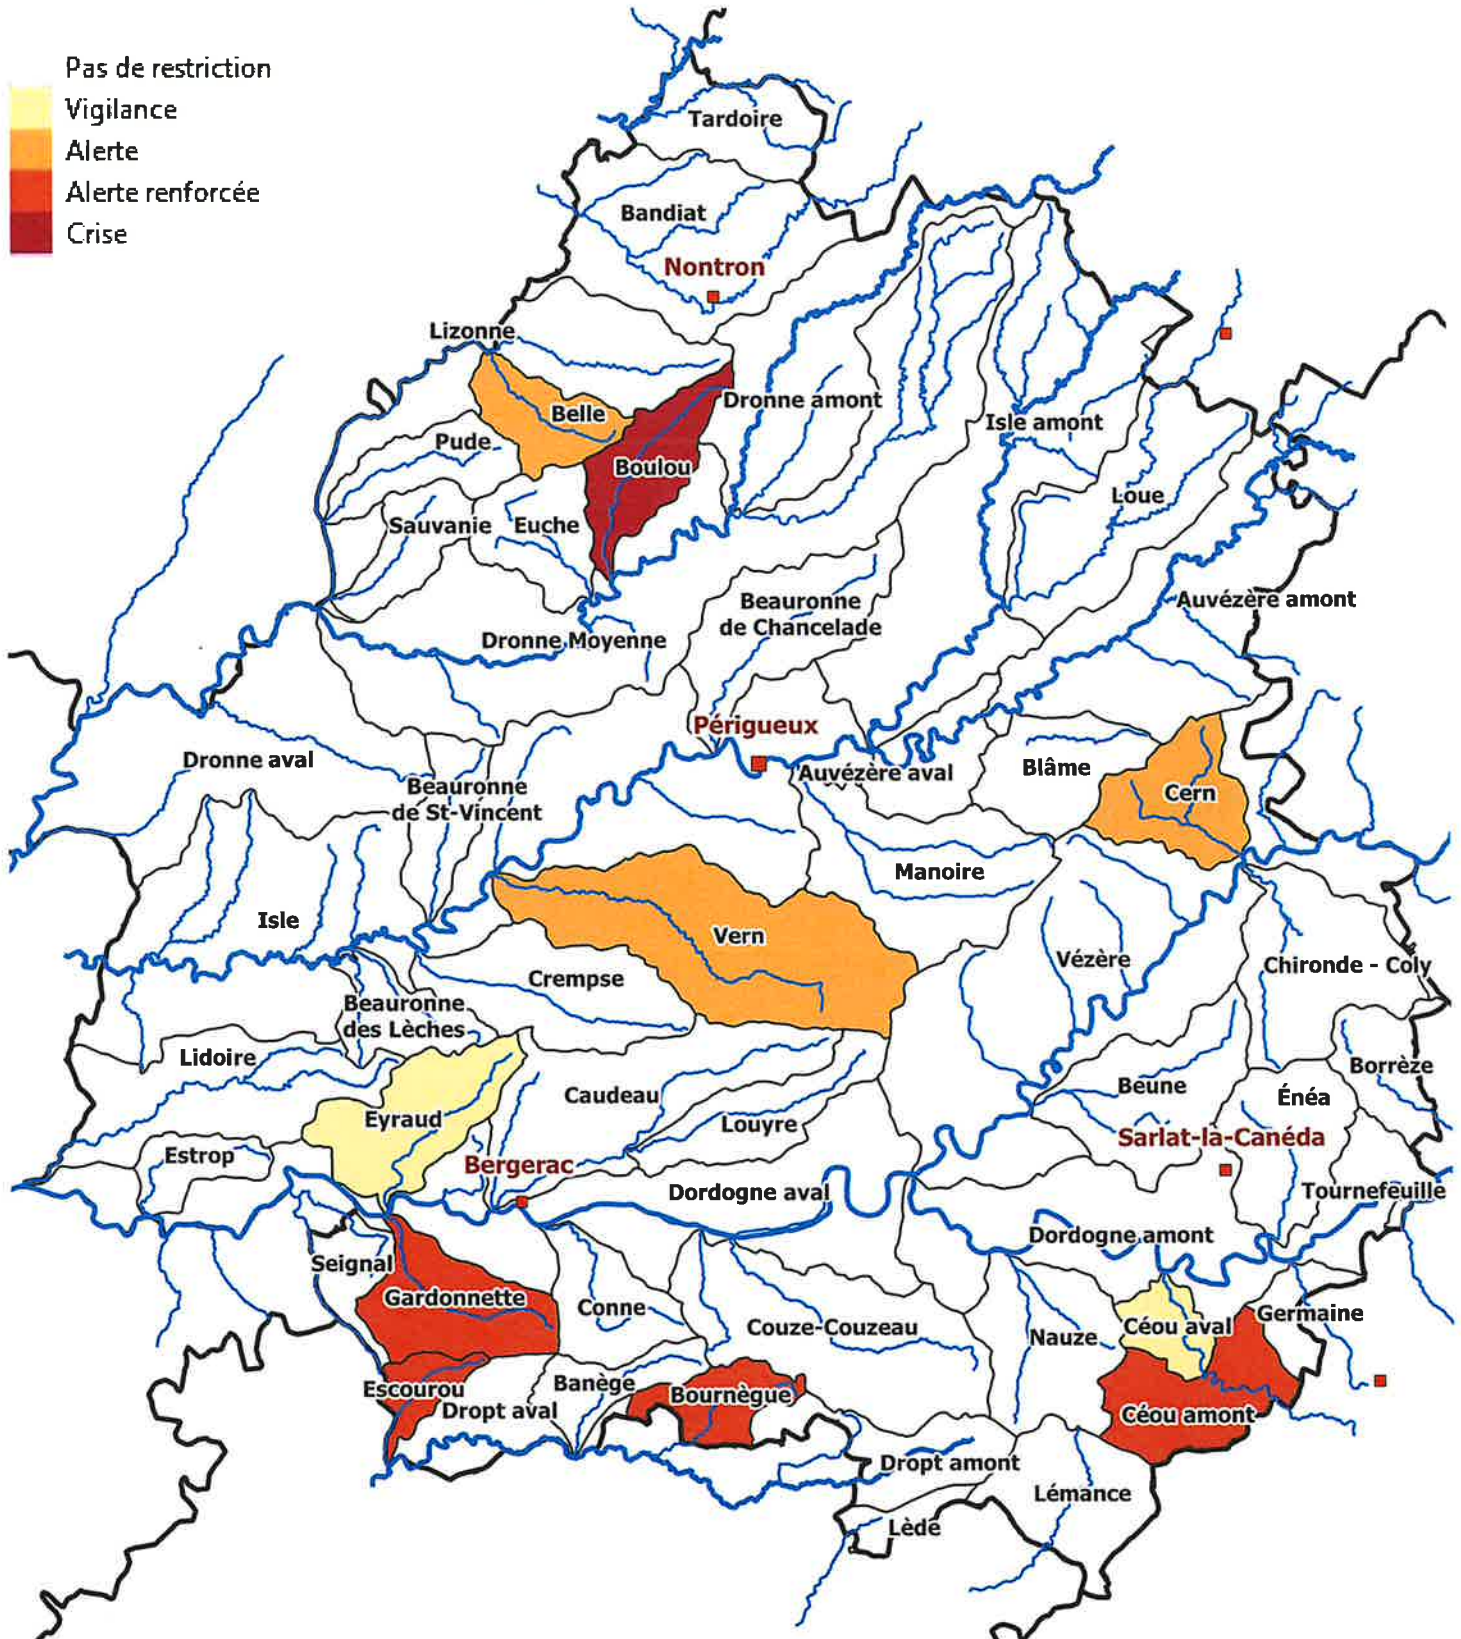 Pas de restriction
Vigilance
Alerte
Alerte renforcée
Crise
Tardoire
Bandiat
Nontron
Lizonne
Belle
Dronne amont
Pude
Isle amont
Boulou
Loue
Sauvanie
Euche
Auvézère amont
Beauronne
de Chancelade
Dronne Moyenne
Périgueux
Dronne aval
Auvézère aval
Blâme
Beauronne
de St-Vincent
Cern
Manoire
Isle
Vern
Vézère
Chironde - Coly
Crempse
Beauronne
des Lèches
Lidoire
Borrèze
Beune
Caudeau
Énéa
Eyraud
Louyre
Sarlat-la-Canéda
Estrop
Bergerac
Dordogne aval
Tournefeuille
Dordogne amont
Seignal
Gardonnette
Conne
Germaine
Couze-Couzeau
Céou aval
Nauze
Banège
Escourou
Bournègue
Dropt aval
Céou amont
Dropt amont
Lémance
Lède